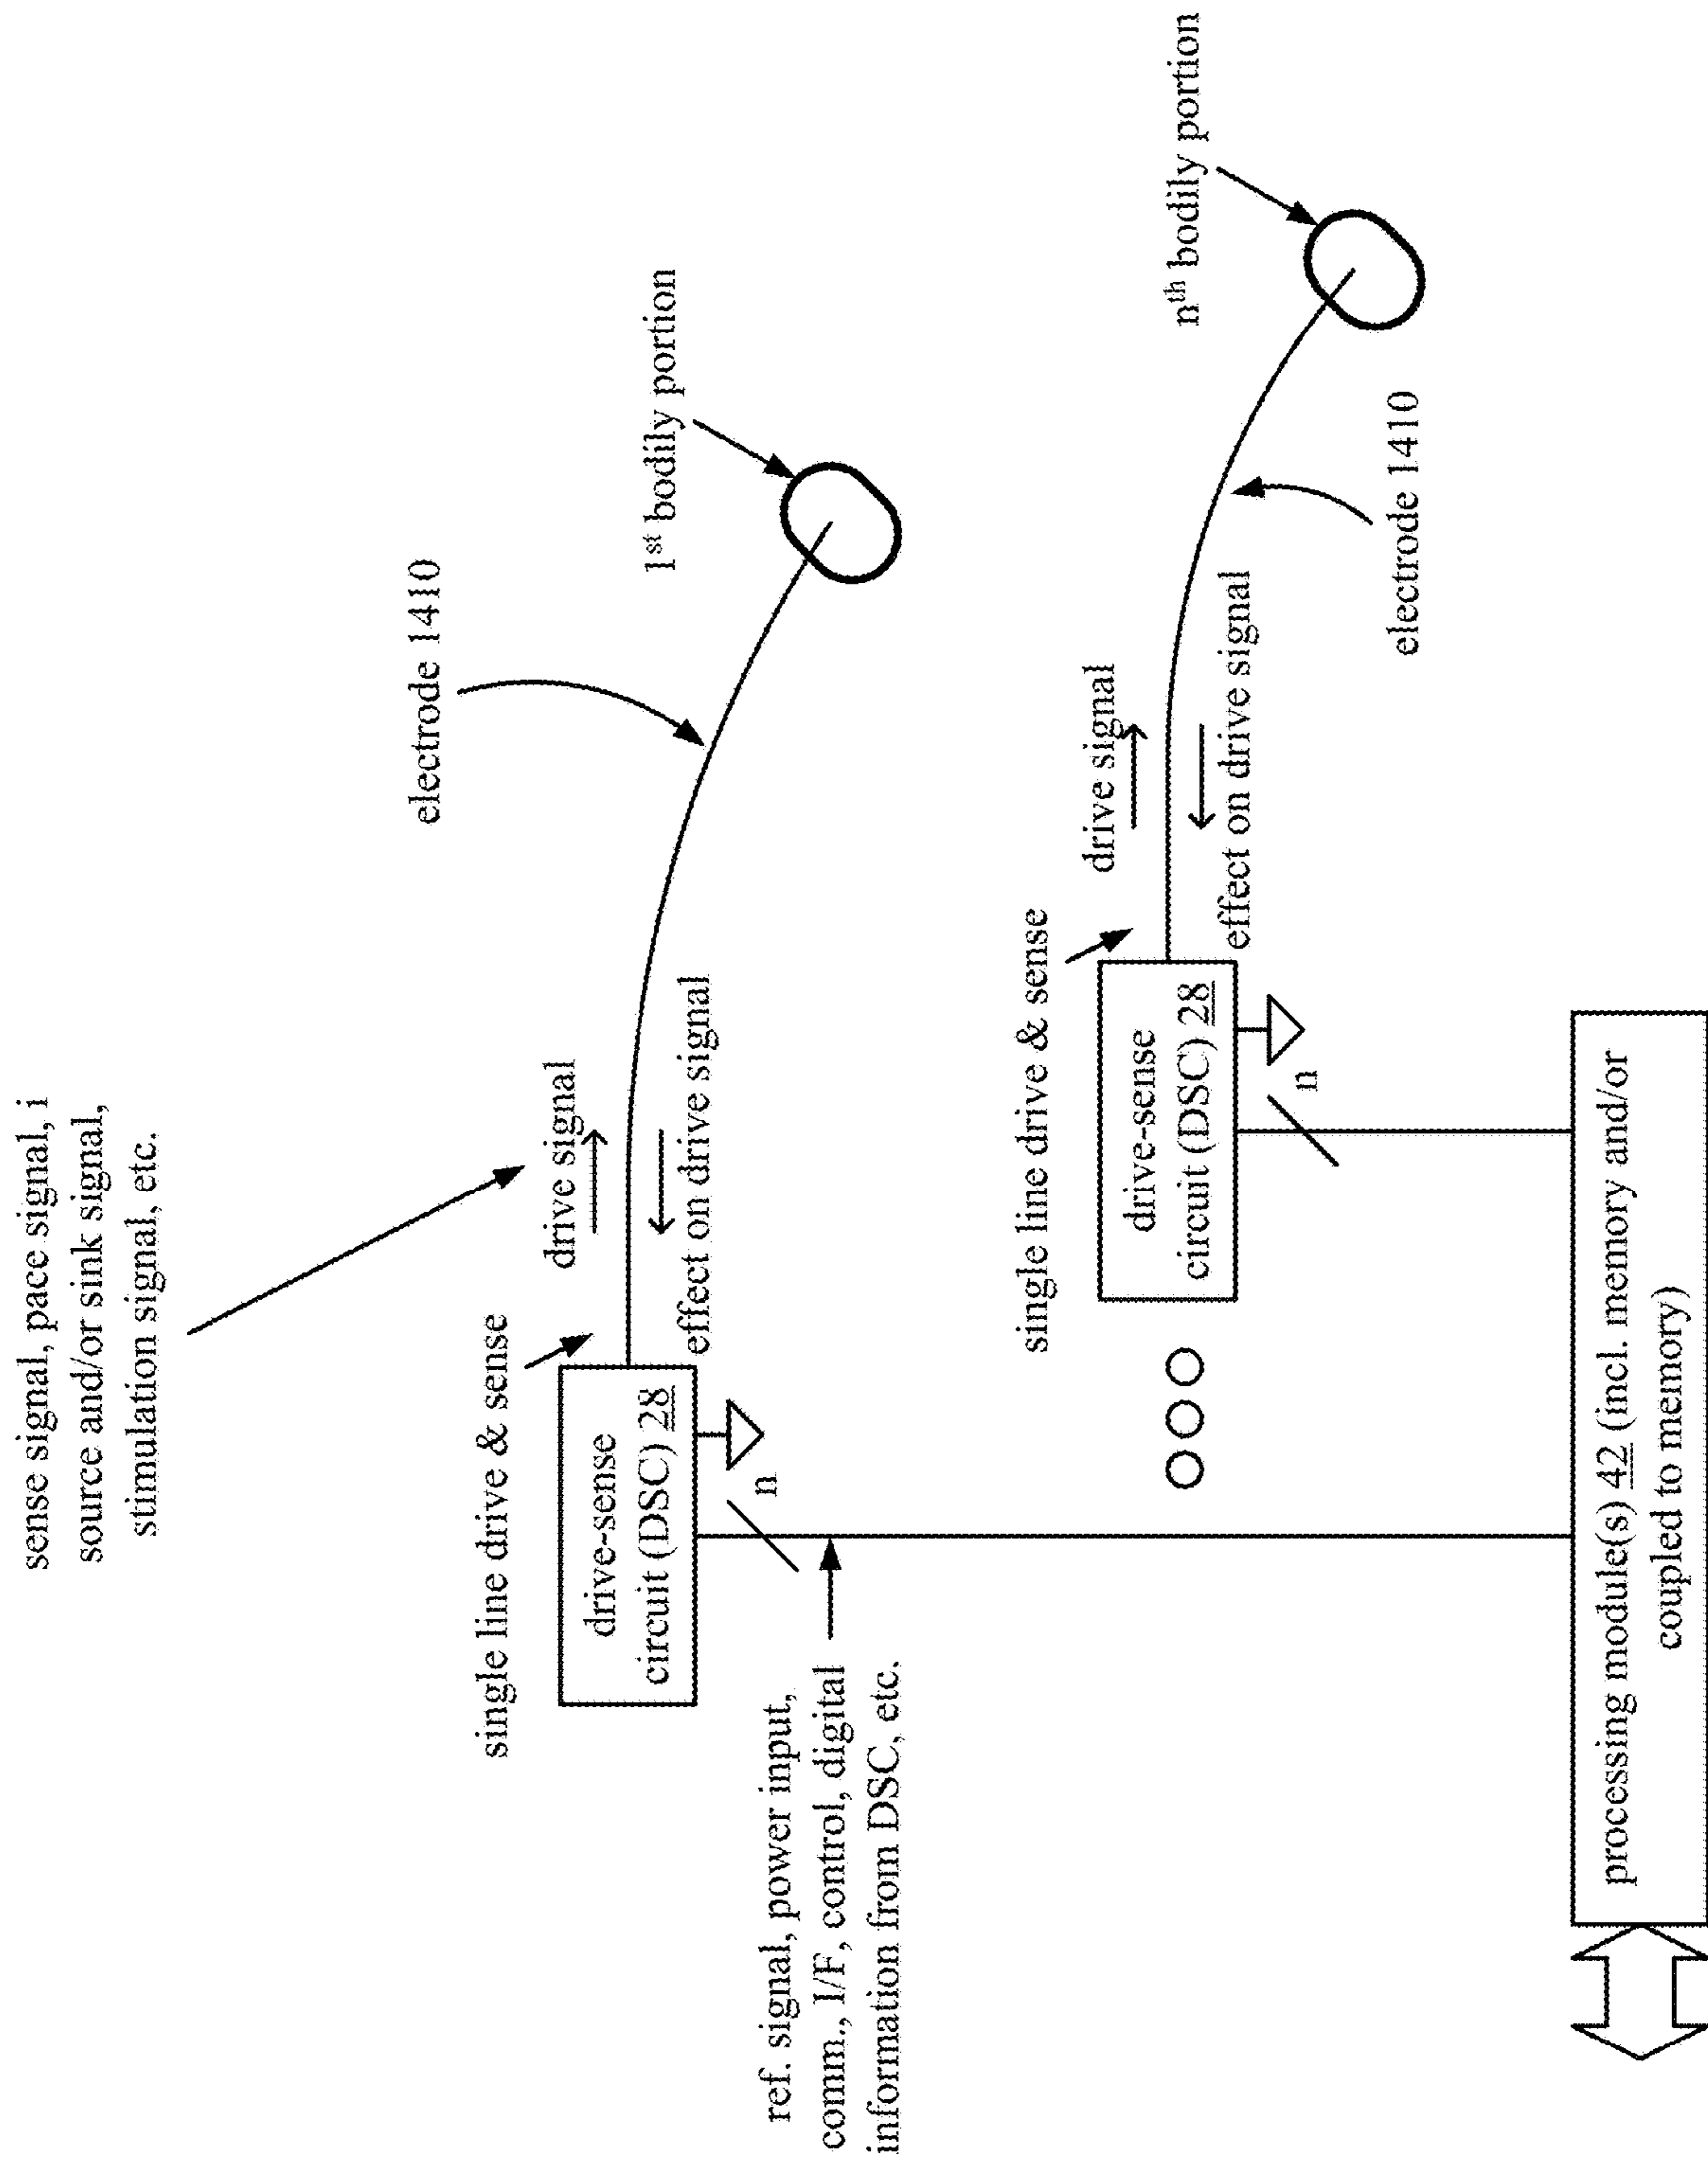 sense signal, pace signal, i
source and/or sink signal,
stimulation signal, etc.
electrode 1410
1st bodily portion
single line drive & sense
drive signal
effect on drive signal
drive-sense
circuit (DSC) 28
n
ref. signal, power input,
comm., I/F, control, digital
information from DSC, etc.
single line drive & sense
drive signal
effect on drive signal
nth bodily portion
electrode 1410
drive-sense
circuit (DSC) 28
n
processing module(s) 42 (incl. memory and/or
coupled to memory)